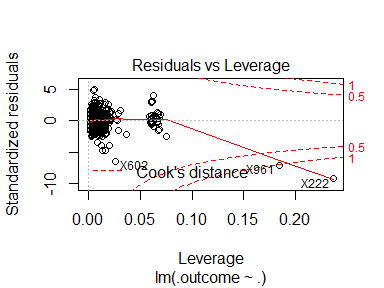 Residuals vs Leverage
Standardized residuals
5
0
-10
1
0.5
0.5
1
X602
Cook's distance
X961
X222
0.00
0.05
0.10
0.15
0.20
Leverage
lm(.outcome ~ .)